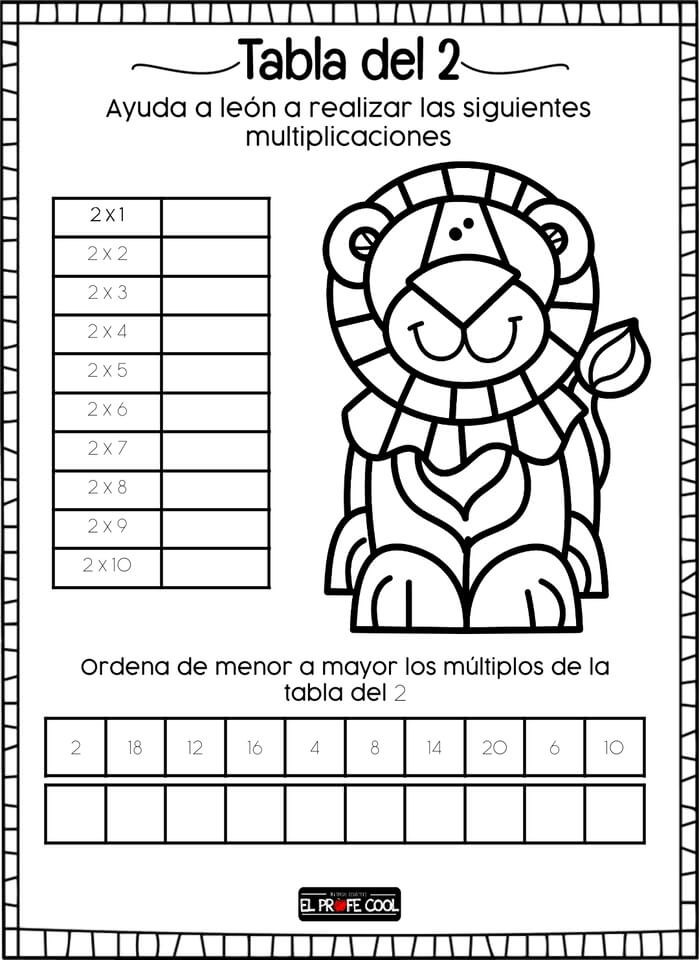 Tabla del 2
Ayuda a león a realizar las siguientes
multiplicaciones
2 x 1
2 x 2
2 x 3
2 x 4
2 x 5
2 x 6
2 x 7
2 x 8
2 x 9
2 x 10
Ordena de menor a mayor los múltiplos de la
tabla del 2
2 18 12 16 4 8 14 20 6 10
EL PROFE COOL